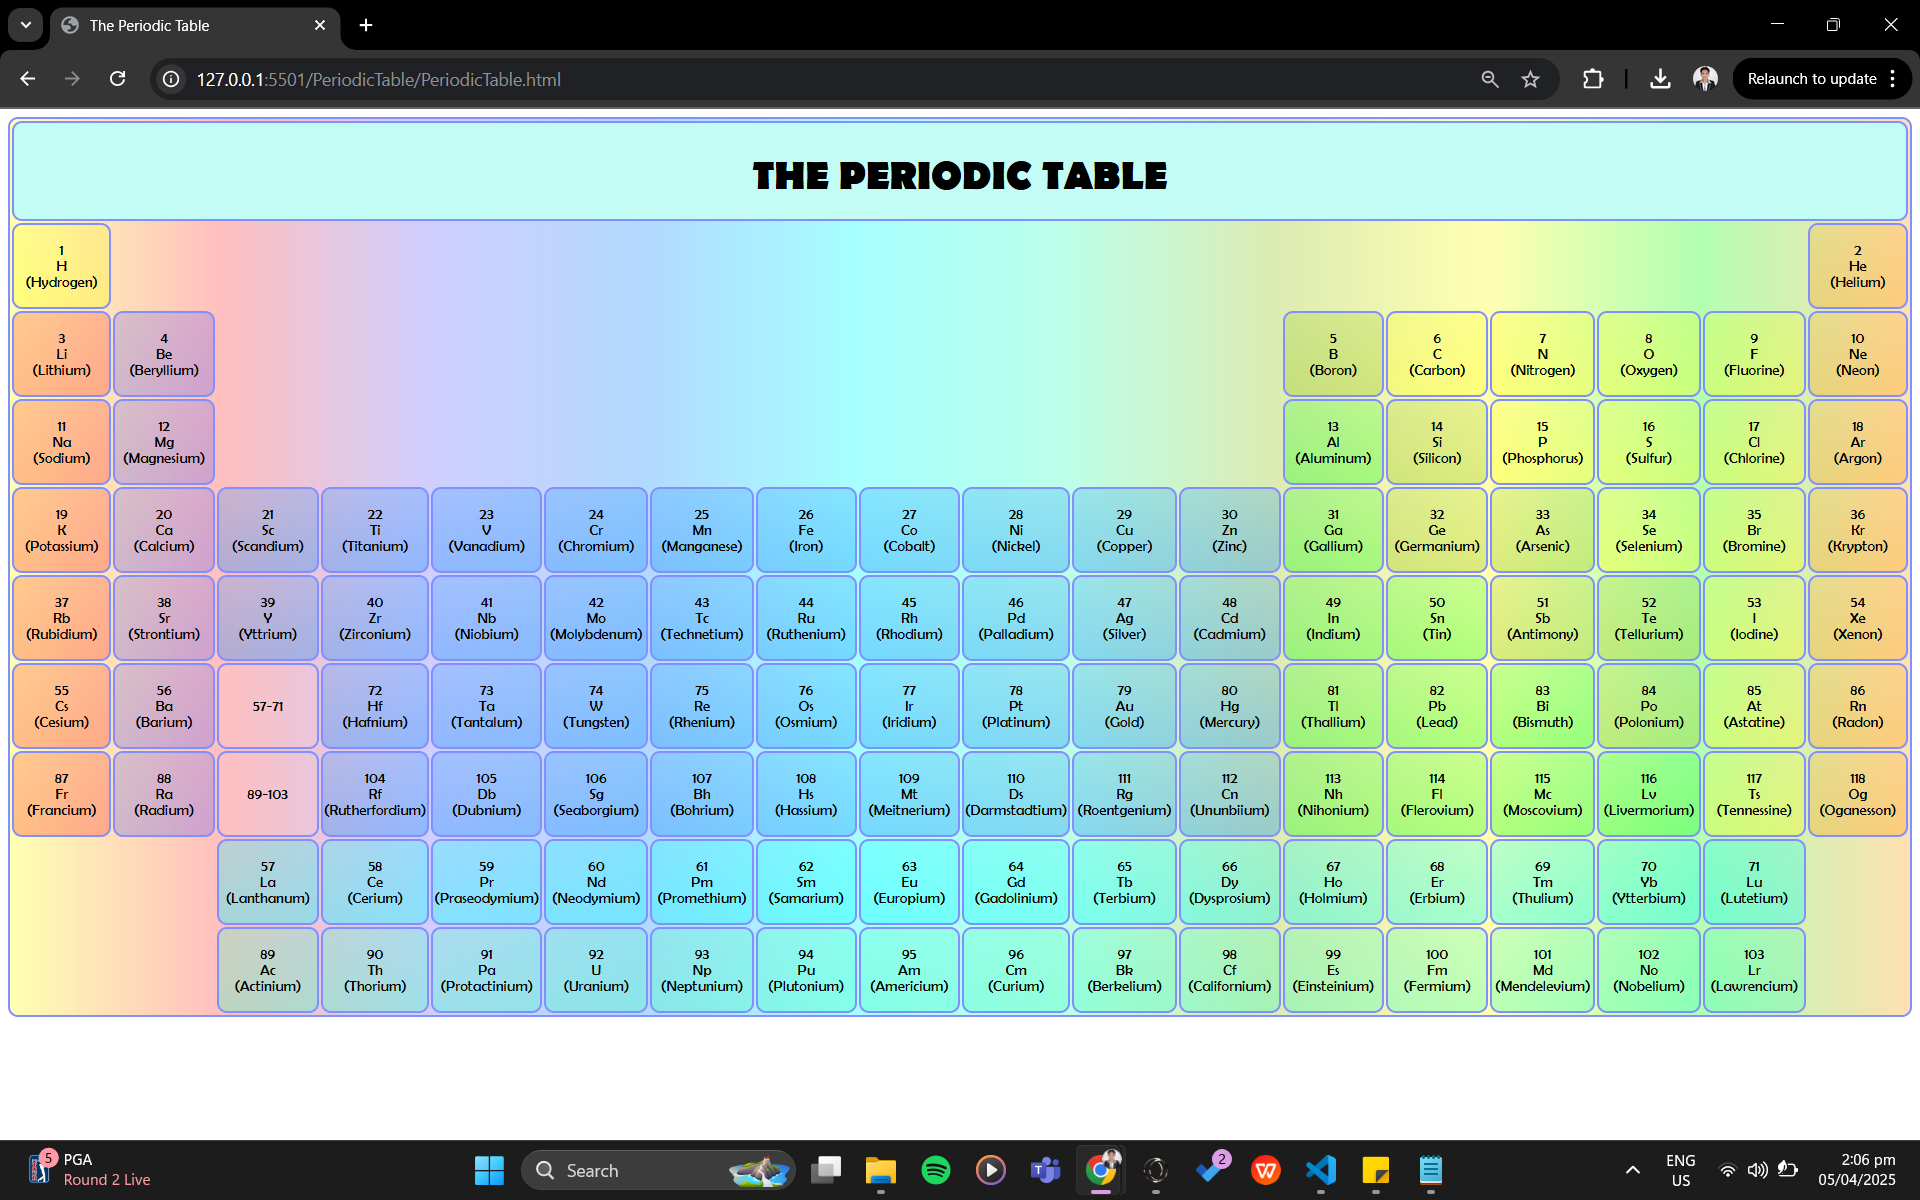 The Periodic Table
127.0.0.1:5501/PeriodicTable/PeriodicTable.html
Relaunch to update
THE PERIODIC TABLE
1 2
H He
(Hydrogen) (Helium)
3 4 5 6 7 8 9 10
Li Be B C N O F Ne
(Lithium) (Beryllium) (Boron) (Carbon) (Nitrogen) (Oxygen) (Fluorine) (Neon)
11 12 13 14 15 16 17 18
Na Mg Al Si P S Cl Ar
(Sodium) (Magnesium) (Aluminum) (Silicon) (Phosphorus) (Sulfur) (Chlorine) (Argon)
19 20 21 22 23 24 25 26 27 28 29 30 31 32 33 34 35 36
K Ca Sc Ti V Cr Mn Fe Co Ni Cu Zn Ga Ge As Se Br Kr
(Potassium) (Calcium) (Scandium) (Titanium) (Vanadium) (Chromium) (Manganese) (Iron) (Cobalt) (Nickel) (Copper) (Zinc) (Gallium) (Germanium) (Arsenic) (Selenium) (Bromine) (Krypton)
37 38 39 40 41 42 43 44 45 46 47 48 49 50 51 52 53 54
Rb Sr Y Zr Nb Mo Tc Ru Rh Pd Ag Cd In Sn Sb Te I Xe
(Rubidium) (Strontium) (Yttrium) (Zirconium) (Niobium) (Molybdenum) (Technetium) (Ruthenium) (Rhodium) (Palladium) (Silver) (Cadmium) (Indium) (Tin) (Antimony) (Tellurium) (Iodine) (Xenon)
55 56 72 73 74 75 76 77 78 79 80 81 82 83 84 85 86
Cs Ba 57-71 Hf Ta W Re Os Ir Pt Au Hg Tl Pb Bi Po At Rn
(Cesium) (Barium) (Hafnium) (Tantalum) (Tungsten) (Rhenium) (Osmium) (Iridium) (Platinum) (Gold) (Mercury) (Thallium) (Lead) (Bismuth) (Polonium) (Astatine) (Radon)
87 88 104 105 106 107 108 109 110 111 112 113 114 115 116 117 118
Fr Ra 89-103 Rf Db Sg Bh Hs Mt Ds Rg Cn Nh Fl Mc Lv Ts Og
(Francium) (Radium) (Rutherfordium) (Dubnium) (Seaborgium) (Bohrium) (Hassium) (Meitnerium) (Darmstadtium) (Roentgenium) (Ununbiium) (Nihonium) (Flerovium) (Moscovium) (Livermorium) (Tennessine) (Oganesson)
57 58 59 60 61 62 63 64 65 66 67 68 69 70 71
La Ce Pr Nd Pm Sm Eu Gd Tb Dy Ho Er Tm Yb Lu
(Lanthanum) (Cerium) (Praseodymium) (Neodymium) (Promethium) (Samarium) (Europium) (Gadolinium) (Terbium) (Dysprosium) (Holmium) (Erbium) (Thulium) (Ytterbium) (Lutetium)
89 90 91 92 93 94 95 96 97 98 99 100 101 102 103
Ac Th Pa U Np Pu Am Cm Bk Cf Es Fm Md No Lr
(Actinium) (Thorium) (Protactinium) (Uranium) (Neptunium) (Plutonium) (Americium) (Curium) (Berkelium) (Californium) (Einsteinium) (Fermium) (Mendelevium) (Nobelium) (Lawrencium)
5 PGA
Round 2 Live
Search
2
ENG
US
2:06 pm
05/04/2025